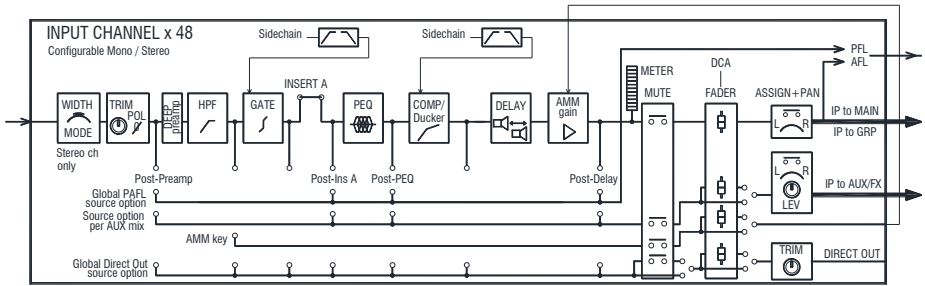 INPUT CHANNEL x 48
Configurable Mono / Stereo
Sidechain
Sidechain
PFL
AFL
DCA
METER
INSERT A
MUTE
FADER
ASSIGN+PAN
WIDTH
MODE
TRIM
POL
DEEP
preamp
HPF
GATE
PEQ
COMP/
Ducker
DELAY
AMM
gain
L R
IP to MAIN
IP to GRP
Stereo ch
only
Post-Preamp
Post-Ins A
Post-PEQ
Post-Delay
L R
LEV
IP to AUX/FX
Global PAFL
source option
Source option
per AUX mix
AMM key
Global Direct Out
source option
TRIM
DIRECT OUT